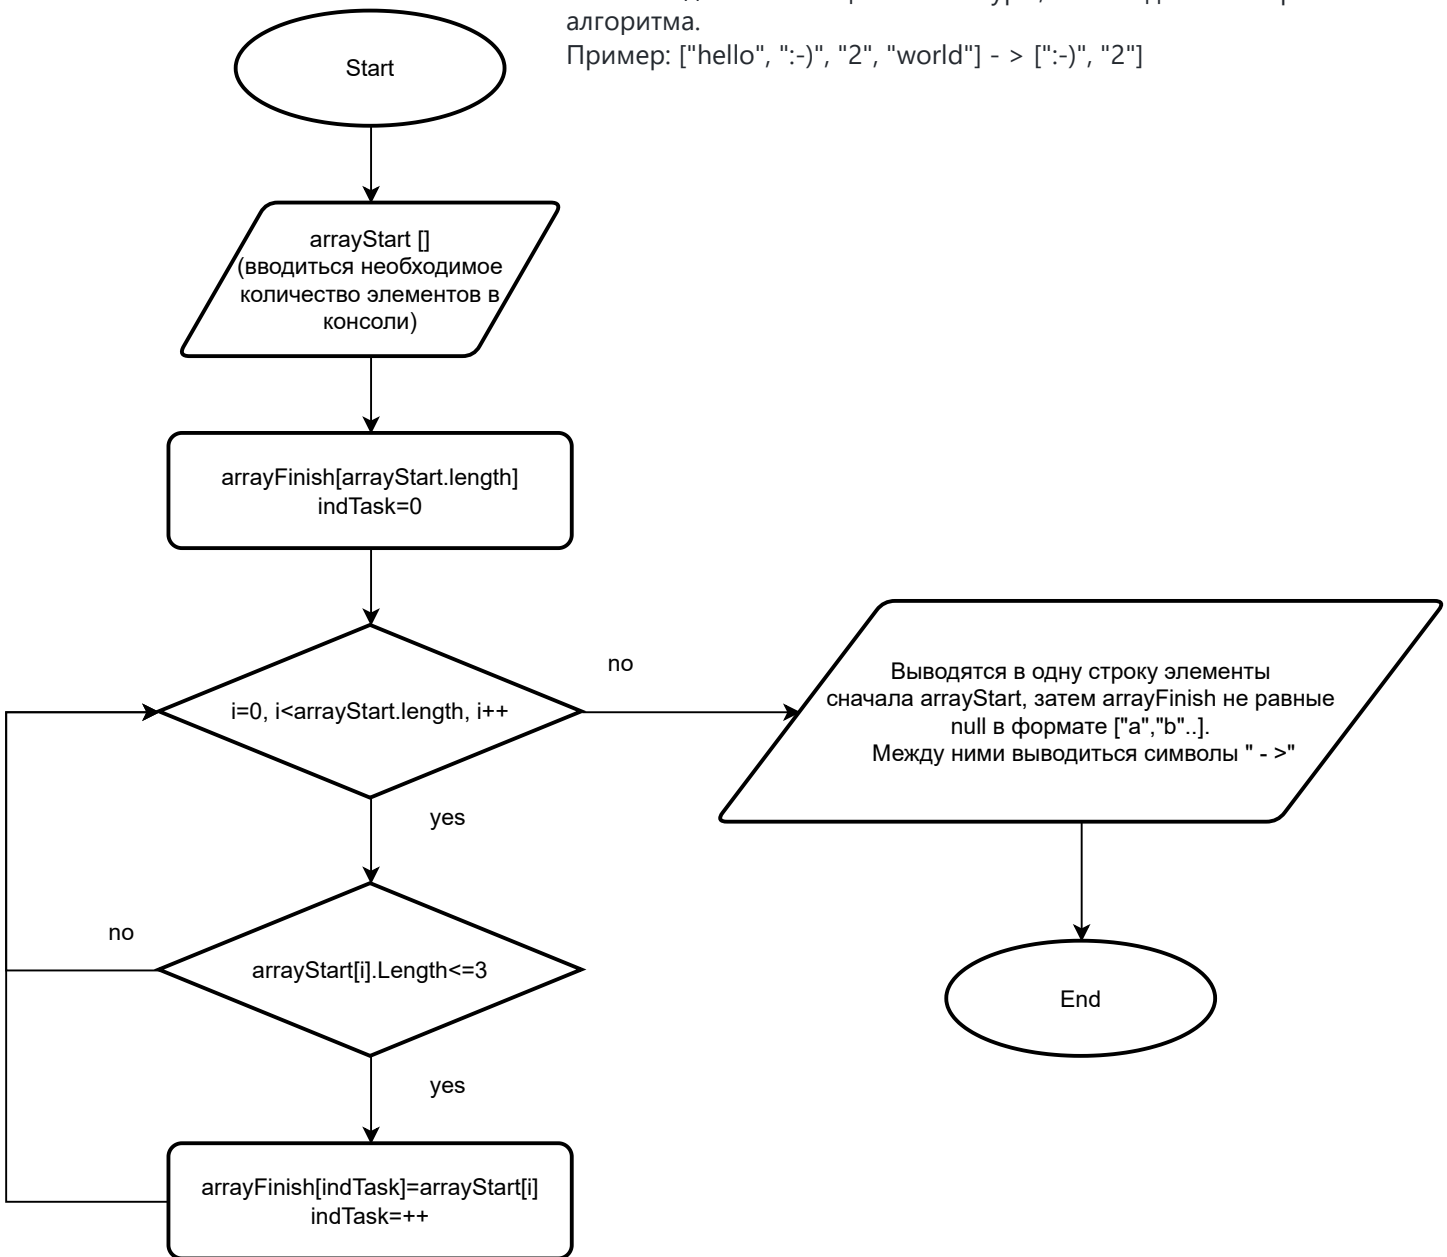 алгоритма.
Пример: ["hello", ":-)", "2", "world"] - > [":-)", "2"]
Start
arrayStart []
(вводиться необходимое
количество элементов в
консоли)
arrayFinish[arrayStart.length]
indTask=0
i=0, i<arrayStart.length, i++
no
Выводятся в одну строку элементы
сначала arrayStart, затем arrayFinish не равные
null в формате ["a","b"..].
Между ними выводиться символы " - >"
yes
no
arrayStart[i].Length<=3
End
yes
arrayFinish[indTask]=arrayStart[i]
indTask=++